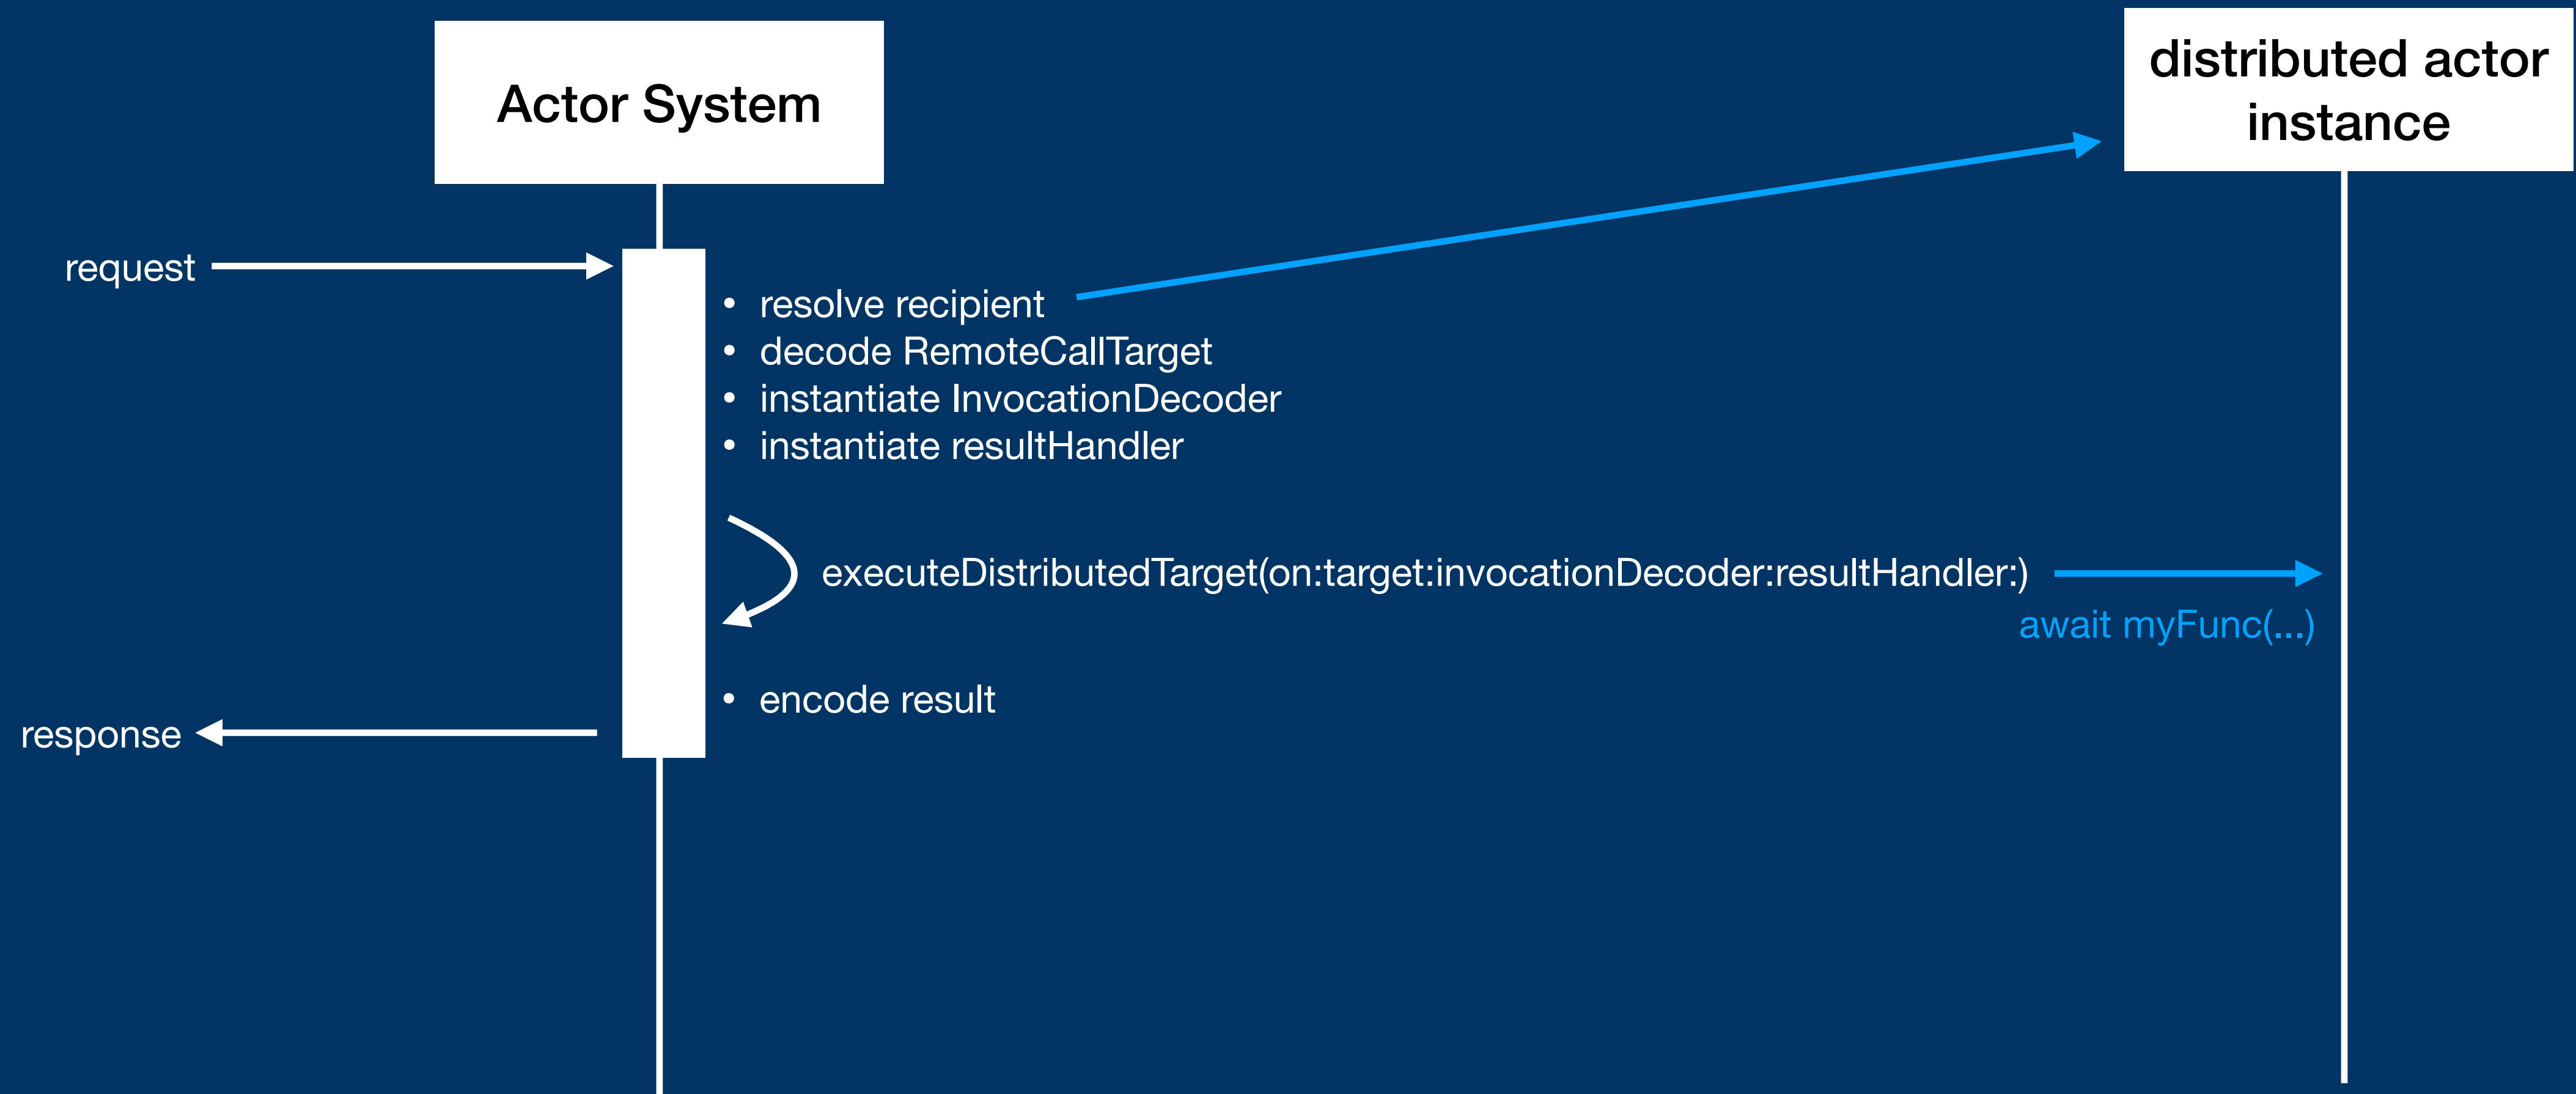 Actor System
distributed actor
instance
request
• resolve recipient
• decode RemoteCallTarget
• instantiate InvocationDecoder
• instantiate resultHandler
executeDistributedTarget(on:target:invocationDecoder:resultHandler:)
await myFunc(...)
• encode result
response